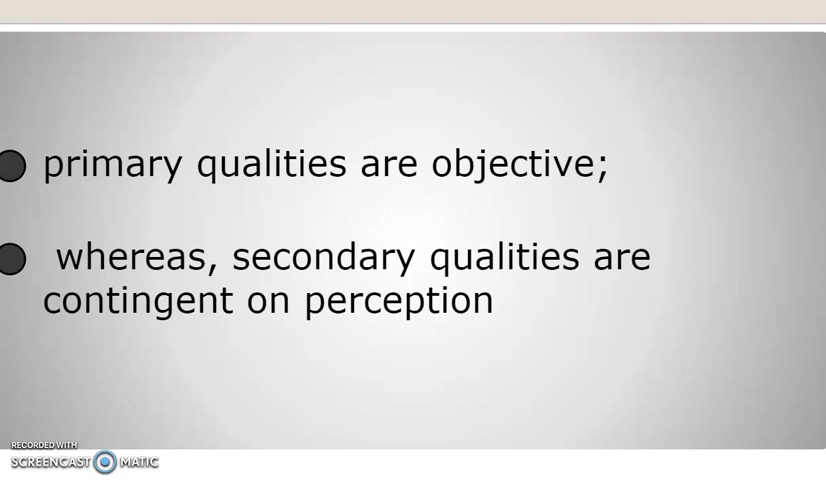 primary qualities are objective;
whereas, secondary qualities are
contingent on perception
RECORDED WITH
SCREENCAST MATIC